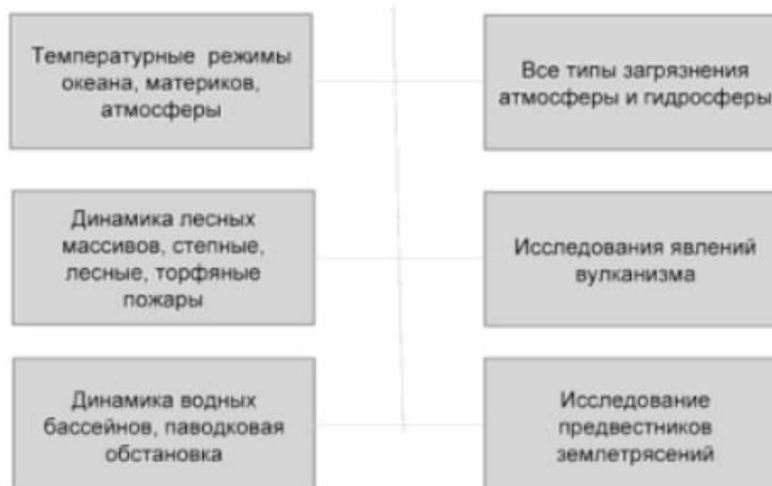 Температурные режимы
океана, материков,
атмосферы
Все типы загрязнения
атмосферы и гидросферы
Динамика лесных
массивов, степные,
лесные, торфяные
пожары
Исследования явлений
вулканизма
Динамика водных
бассейнов, паводковая
обстановка
Исследование
предвестников
землетрясений